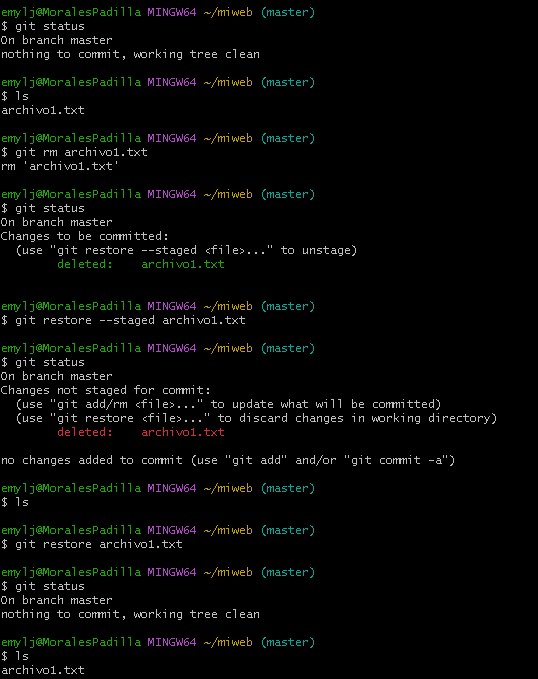 emylj@MoralesPadilla MINGW64 ~/miweb (master)
$ git status
On branch master
nothing to commit, working tree clean
emylj@MoralesPadilla MINGW64 ~/miweb (master)
$ ls
archivo1.txt
emylj@MoralesPadilla MINGW64 ~/miweb (master)
$ git rm archivo1.txt
rm 'archivo1.txt'
emylj@MoralesPadilla MINGW64 ~/miweb (master)
$ git status
On branch master
Changes to be committed:
  (use "git restore --staged <file>..." to unstage)
        deleted:    archivo1.txt
emylj@MoralesPadilla MINGW64 ~/miweb (master)
$ git restore --staged archivo1.txt
emylj@MoralesPadilla MINGW64 ~/miweb (master)
$ git status
On branch master
Changes not staged for commit:
  (use "git add/rm <file>..." to update what will be committed)
  (use "git restore <file>..." to discard changes in working directory)
        deleted:    archivo1.txt
no changes added to commit (use "git add" and/or "git commit -a")
emylj@MoralesPadilla MINGW64 ~/miweb (master)
$ ls
emylj@MoralesPadilla MINGW64 ~/miweb (master)
$ git restore archivo1.txt
emylj@MoralesPadilla MINGW64 ~/miweb (master)
$ git status
On branch master
nothing to commit, working tree clean
emylj@MoralesPadilla MINGW64 ~/miweb (master)
$ ls
archivo1.txt